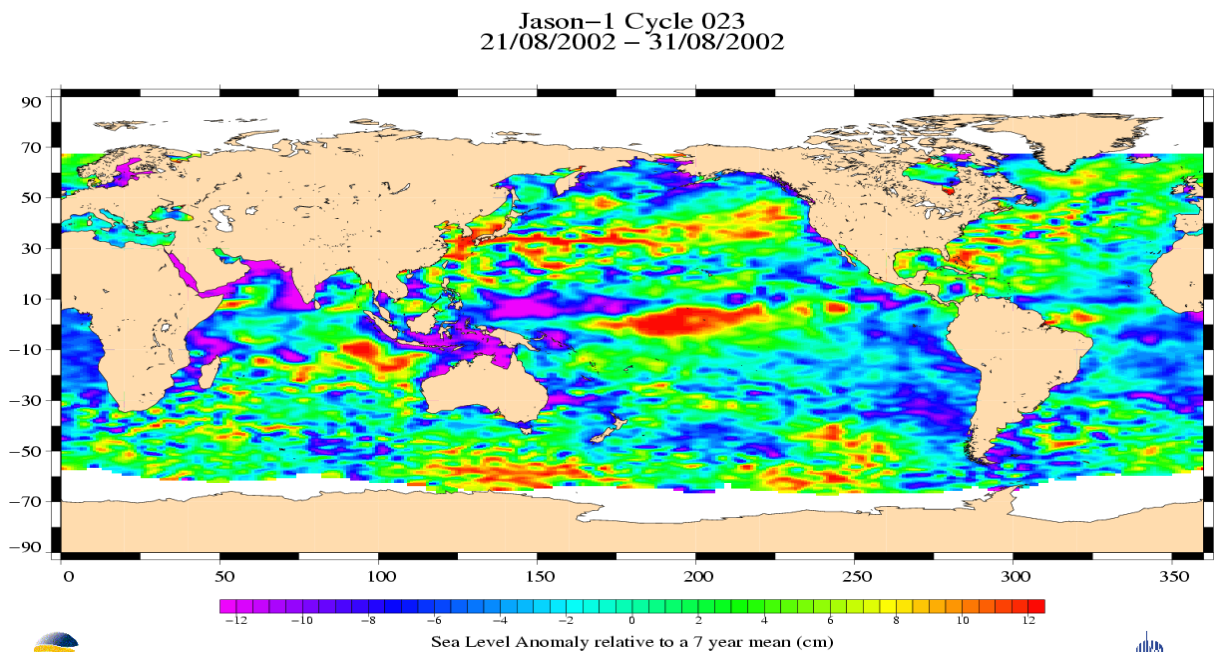 Jason−1 Cycle 023
21/08/2002 − 31/08/2002
90
70
50
30
10
−10
−30
−50
−70
−90
0 50 100 150 200 250 300 350
−12 −10 −8 −6 −4 −2 0 2 4 6 8 10 12
Sea Level Anomaly relative to a 7 year mean (cm)